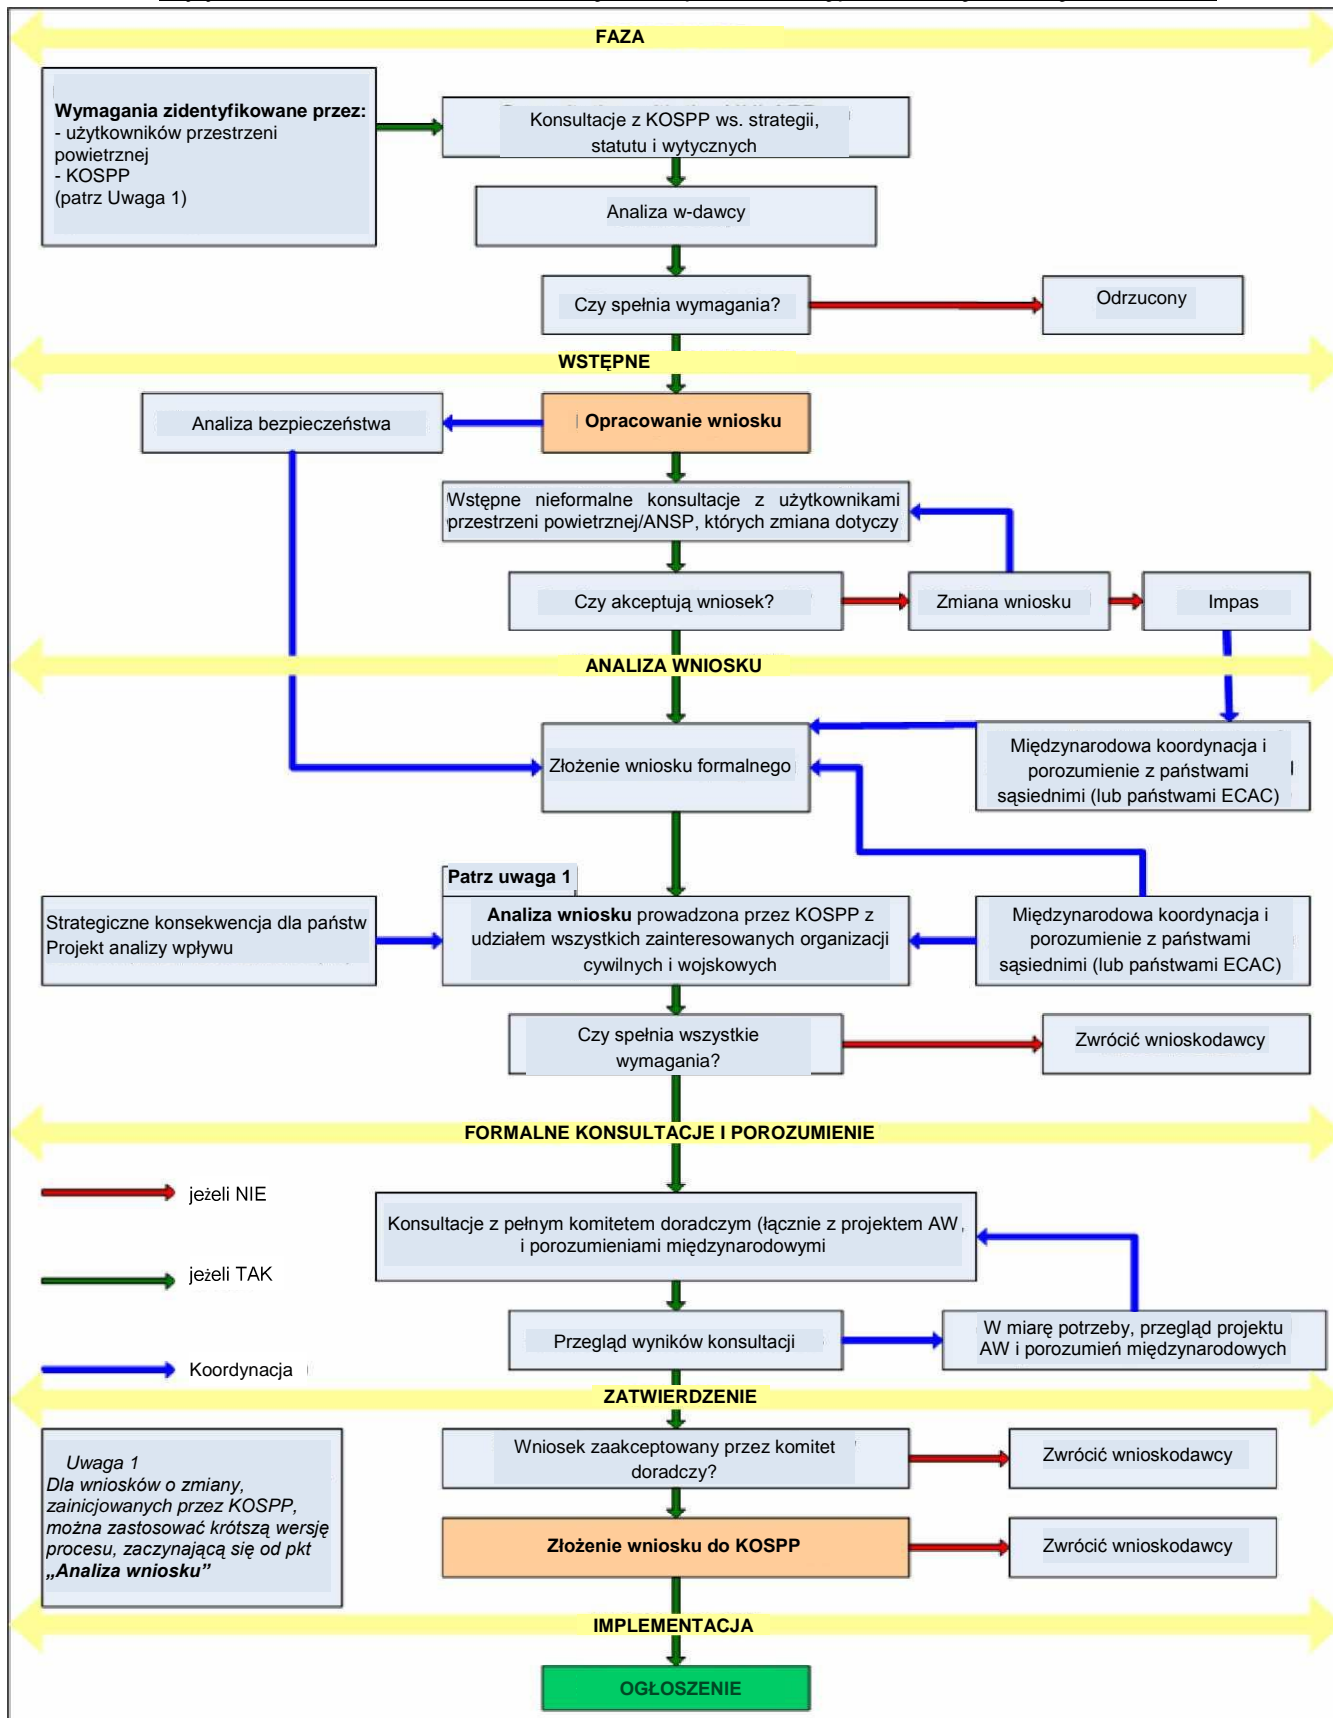 FAZA
Wymagania zidentyfikowane przez:
- użytkowników przestrzeni
powietrznej
- KOSPP
(patrz Uwaga 1)
Konsultacje z KOSPP ws. strategii,
statutu i wytycznych
Analiza w-dawcy
Czy spełnia wymagania?
Odrzucony
WSTĘPNE
Analiza bezpieczeństwa
Opracowanie wniosku
Wstępne nieformalne konsultacje z użytkownikami
przestrzeni powietrznej/ANSP, których zmiana dotyczy
Czy akceptują wniosek?
Zmiana wniosku
Impas
ANALIZA WNIOSKU
Złożenie wniosku formalnego
Międzynarodowa koordynacja i
porozumienie z państwami
sąsiednimi (lub państwami ECAC)
Patrz uwaga 1
Strategiczne konsekwencja dla państw
Projekt analizy wpływu
Analiza wniosku prowadzona przez KOSPP z
udziałem wszystkich zainteresowanych organizacji
cywilnych i wojskowych
Międzynarodowa koordynacja i
porozumienie z państwami
sąsiednimi (lub państwami ECAC)
Czy spełnia wszystkie
wymagania?
Zwrócić wnioskodawcy
FORMALNE KONSULTACJE I POROZUMIENIE
jeżeli NIE
Konsultacje z pełnym komitetem doradczym (łącznie z projektem AW,
i porozumieniami międzynarodowymi
jeżeli TAK
Przegląd wyników konsultacji
W miarę potrzeby, przegląd projektu
AW i porozumień międzynarodowych
Koordynacja
ZATWIERDZENIE
Wniosek zaakceptowany przez komitet
doradczy?
Zwrócić wnioskodawcy
Uwaga 1
Dla wniosków o zmiany,
zainicjowanych przez KOSPP,
można zastosować krótszą wersję
procesu, zaczynającą się od pkt
„Analiza wniosku”
Złożenie wniosku do KOSPP
Zwrócić wnioskodawcy
IMPLEMENTACJA
OGŁOSZENIE